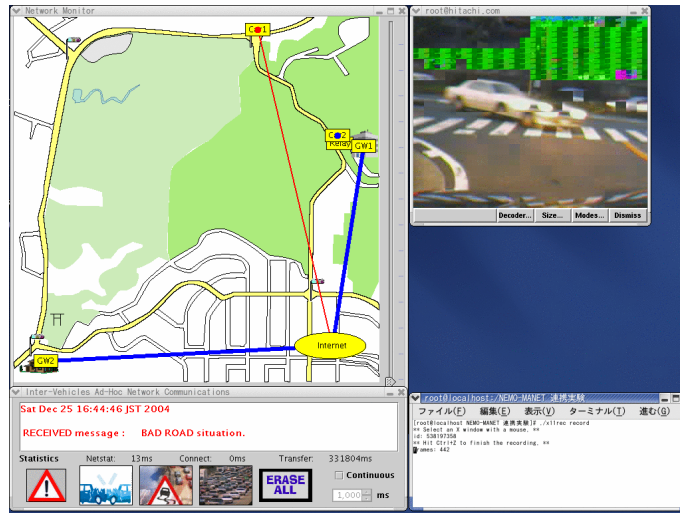 Network Monitor
Car1
Car2
Relay
GW1
Internet
GW2
Inter-Vehicles Ad-Hoc Network Communications
Sat Dec 25 16:44:46 JST 2004
RECEIVED message : BAD ROAD situation.
Statistics Netstat: 13ms Connect: 0ms Transfer: 331804ms
ERASE
ALL
Continuous
1,000 ms
root@hitachi.com
Decoder... Size... Modes... Dismiss
root@localhost:/NEMO-MANET 連携実験
ファイル(F) 編集(E) 表示(V) ターミナル(T) 進む(G)
[root@localhost NEMO-MANET 連携実験]# ./x11rec record
** Select an X window with a mouse. **
id: 538197358
** Hit Ctrl+Z to finish the recording. **
frames: 442